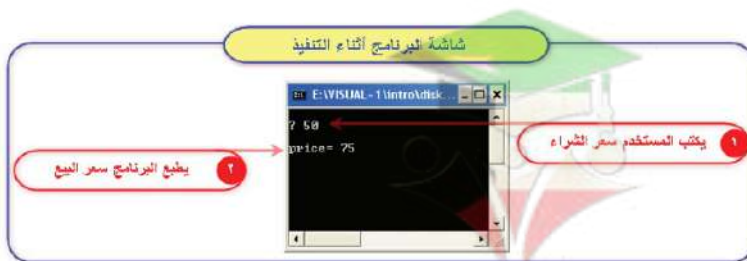 شاشة البرنامج أثناء التنفيذ
E:\VISUAL~1\intro\disk...
? 50
١ يكتب المستخدم سعر الشراء
price= 75
٢ يطبع البرنامج سعر البيع